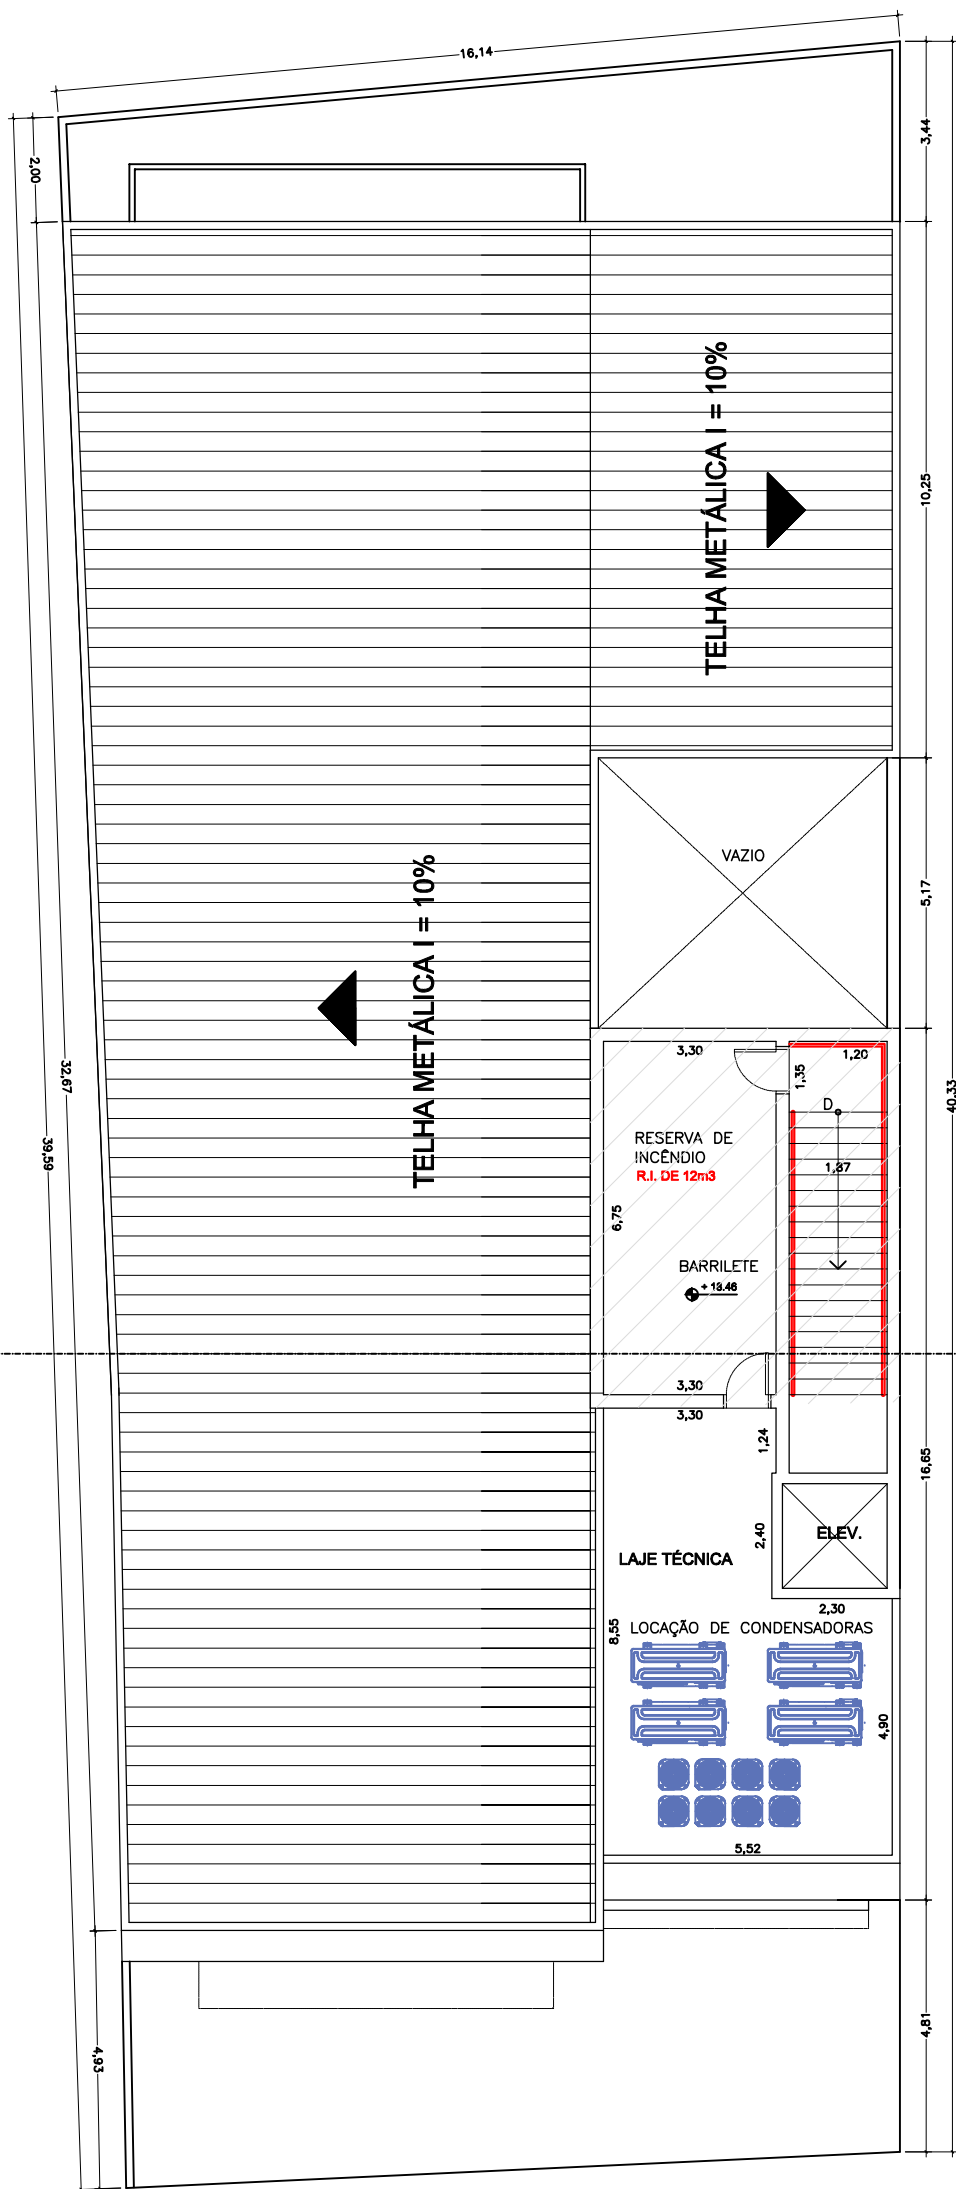 16,14
3,44
2,00
TELHA METÁLICA I = 10%
10,25
VAZIO
5,17
TELHA METÁLICA I = 10%
3,30
1,20
1,35
32,67
40,33
D
RESERVA DE
INCÊNDIO
R.I. DE 12m3
1,87
39,59
6,75
BARRILETE
+ 13.46
3,30
3,30
1,24
16,65
2,40
ELEV.
LAJE TÉCNICA
2,30
8,55
LOCAÇÃO DE CONDENSADORAS
4,90
5,52
4,81
4,93